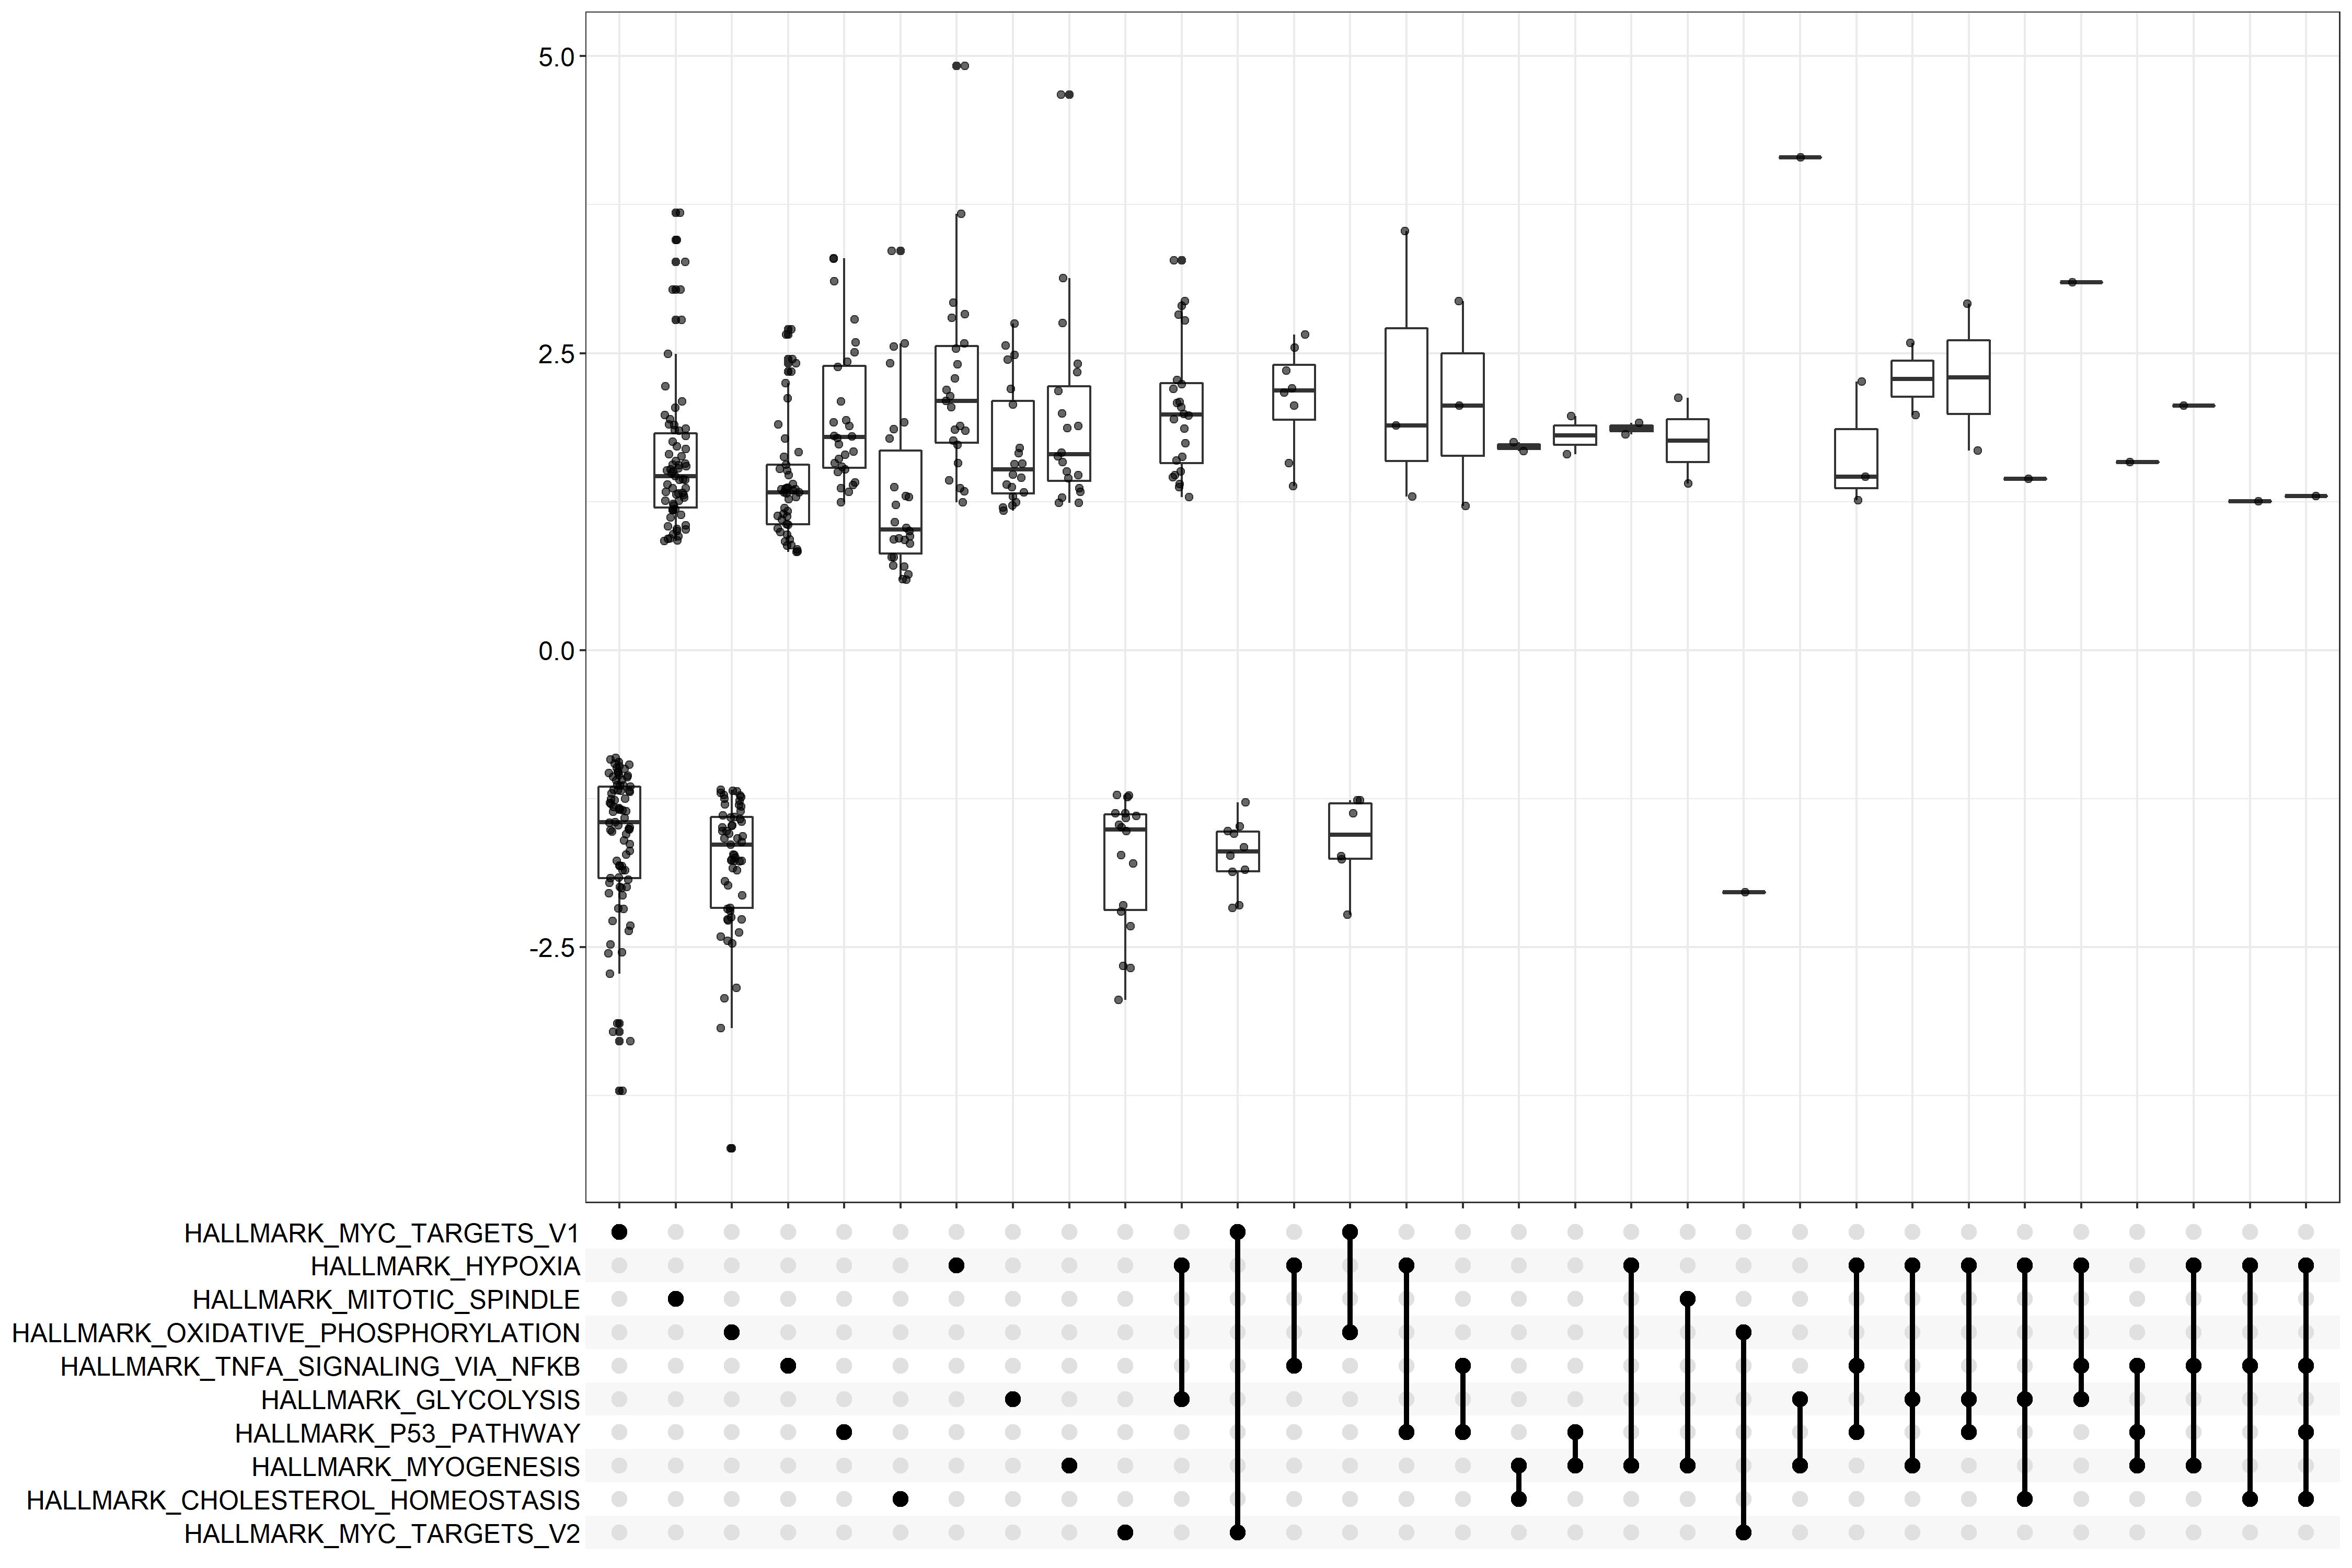 5.0
2.5
0.0
-2.5
HALLMARK_MYC_TARGETS_V1
HALLMARK_HYPOXIA
HALLMARK_MITOTIC_SPINDLE
HALLMARK_OXIDATIVE_PHOSPHORYLATION
HALLMARK_TNFA_SIGNALING_VIA_NFKB
HALLMARK_GLYCOLYSIS
HALLMARK_P53_PATHWAY
HALLMARK_MYOGENESIS
HALLMARK_CHOLESTEROL_HOMEOSTASIS
HALLMARK_MYC_TARGETS_V2